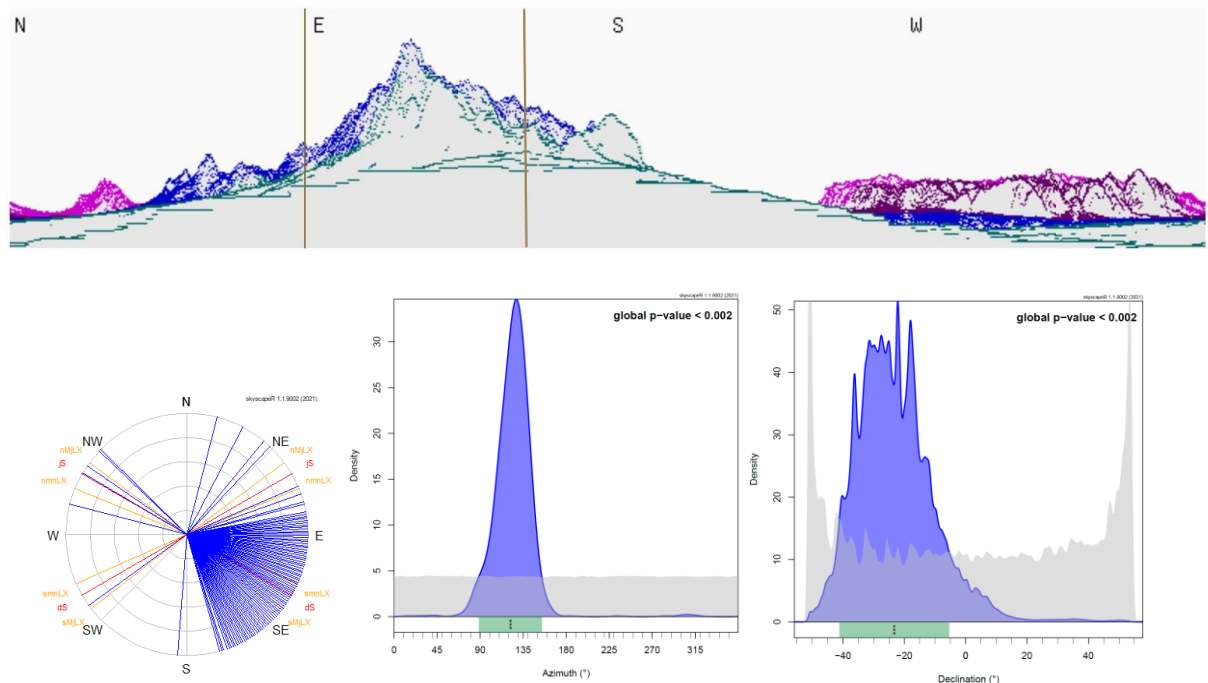 N E S W
skyscapeR 1.1.9002 (2021)
N
NW NE
nMjLX nMjLX
jS jS
nmnLX nmnLX
W E
smnLX smnLX
dS dS
sMjLX sMjLX
SW SE
S
skyscapeR 1.1.9002 (2021)
global p−value < 0.002
Density
30
25
20
15
10
5
0
***
0 45 90 135 180 225 270 315
Azimuth (°)
skyscapeR 1.1.9002 (2021)
global p−value < 0.002
Density
50
40
30
20
10
0
***
−40 −20 0 20 40
Declination (°)